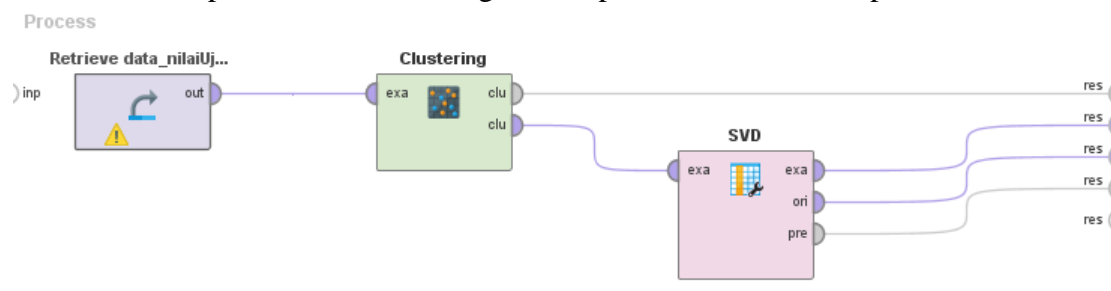 Process
Retrieve data_nilaiUj...
Clustering
inp
out
exa
clu
clu
SVD
exa
exa
ori
pre
res
res
res
res
res